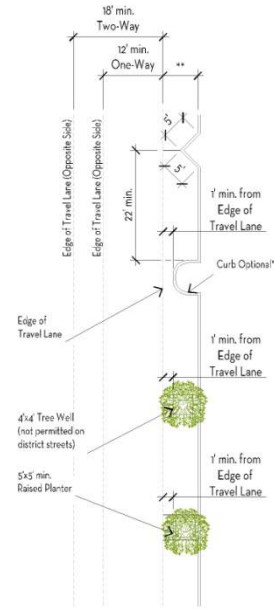 18' min.
Two-Way
12' min.
One-Way
**
Edge of Travel Lane (Opposite Side)
Edge of Travel Lane (Opposite Side)
5'
5'
22' min.
1' min from
Edge of
Travel Lane
Curb Optional*
Edge of
Travel Lane
1' min. from
Edge of
Travel Lane
4'x4' Tree Well
(not permitted on
district streets)
5'x5' min.
Raised Planter
1' min. from
Edge of
Travel Lane